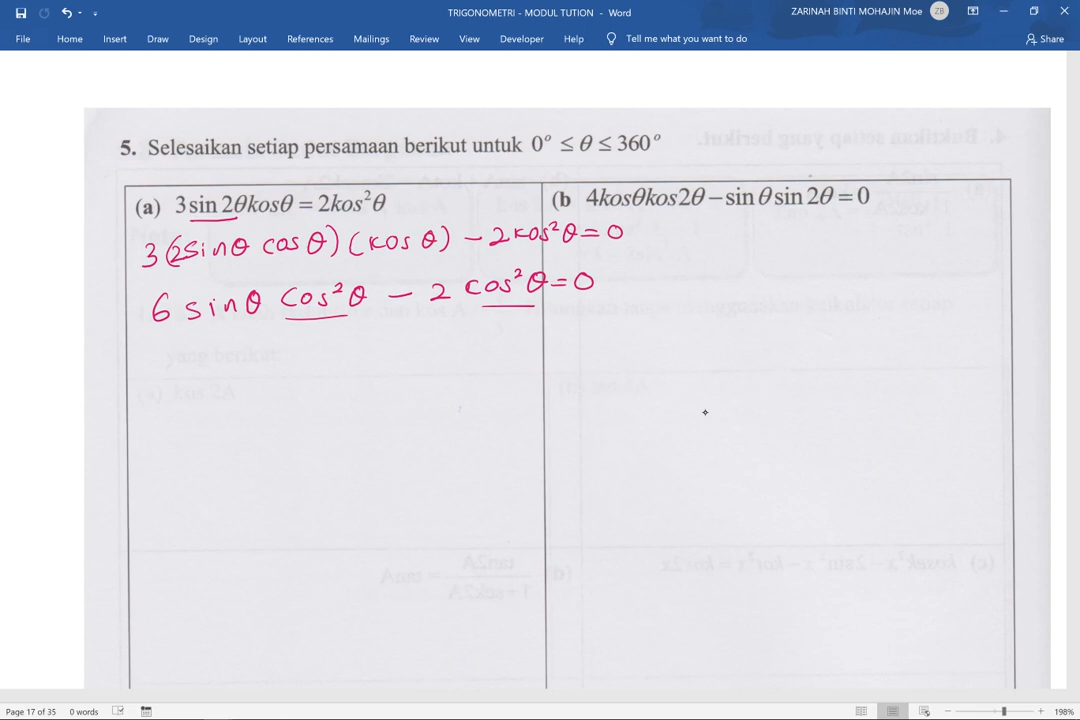 TRIGONOMETRI - MODUL TUTION - Word
ZARINAH BINTI MOHAJIN Moe ZB
File Home Insert Draw Design Layout References Mailings Review View Developer Help Tell me what you want to do Share
5. Selesaikan setiap persamaan berikut untuk 0° ≤ θ ≤ 360°
(a) 3 sin 2θkosθ = 2kos²θ
(b 4kosθkos2θ – sin θ sin 2θ = 0
3(2sinθ cosθ)(kosθ) – 2kos²θ = 0
6 sinθ cos²θ – 2 cos²θ = 0
Page 17 of 35 0 words 198%